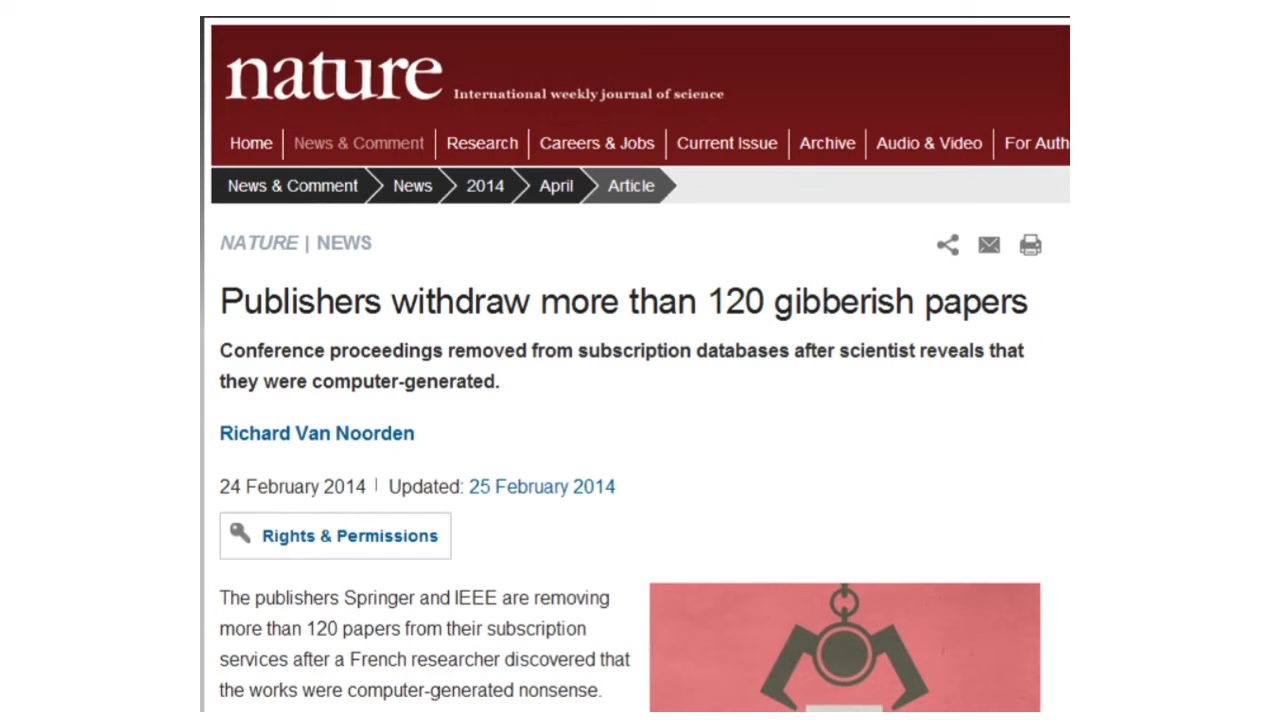 nature International weekly journal of science
Home News & Comment Research Careers & Jobs Current Issue Archive Audio & Video For Auth
News & Comment News 2014 April Article
NATURE | NEWS
Publishers withdraw more than 120 gibberish papers
Conference proceedings removed from subscription databases after scientist reveals that
they were computer-generated.
Richard Van Noorden
24 February 2014 | Updated: 25 February 2014
Rights & Permissions
The publishers Springer and IEEE are removing
more than 120 papers from their subscription
services after a French researcher discovered that
the works were computer-generated nonsense.